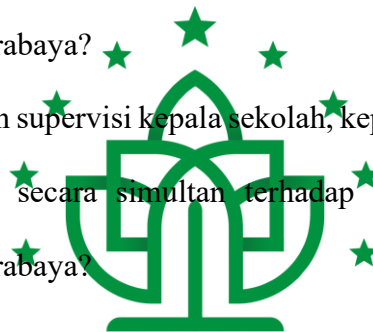 rabaya?
n supervisi kepala sekolah, kep
secara simultan terhadap
rabaya?